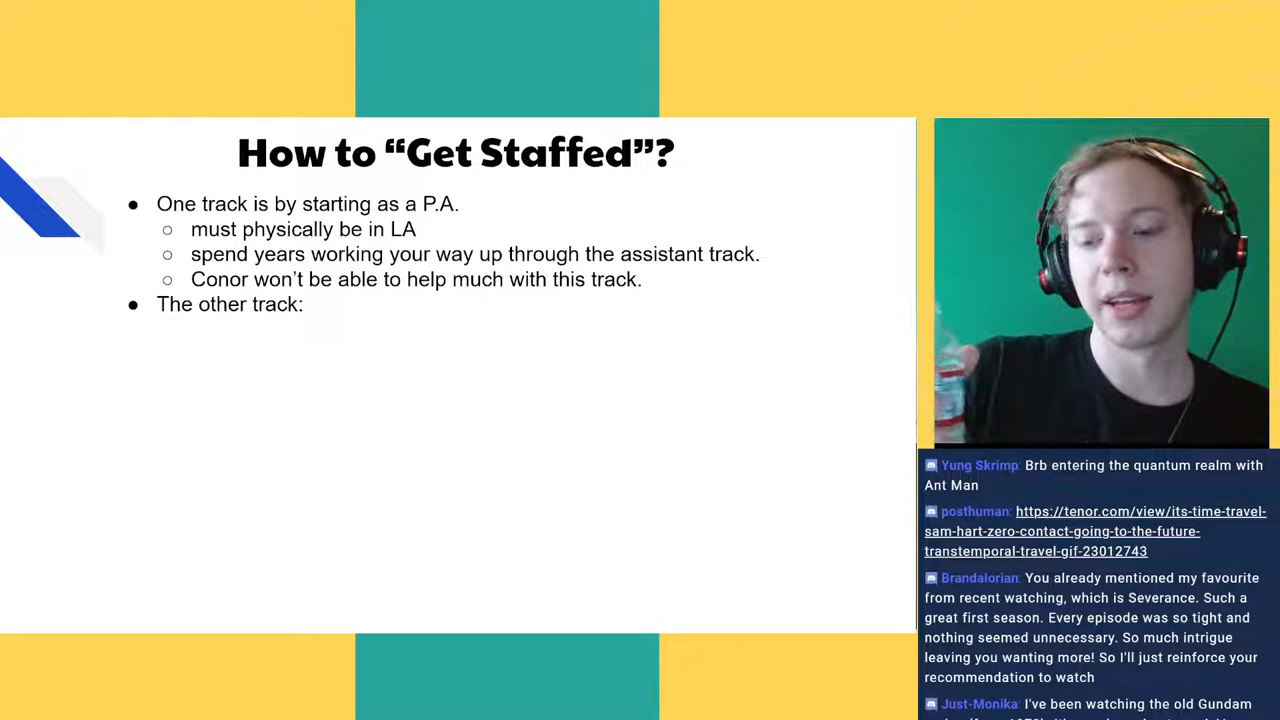 How to “Get Staffed”?
● One track is by starting as a P.A.
○ must physically be in LA
○ spend years working your way up through the assistant track.
○ Conor won’t be able to help much with this track.
● The other track:
Yung Skrimp: Brb entering the quantum realm with
Ant Man
posthuman: https://tenor.com/view/its-time-travel-
sam-hart-zero-contact-going-to-the-future-
transtemporal-travel-gif-23012743
Brandalorian: You already mentioned my favourite
from recent watching, which is Severance. Such a
great first season. Every episode was so tight and
nothing seemed unnecessary. So much intrigue
leaving you wanting more! So I'll just reinforce your
recommendation to watch
Just-Monika: I've been watching the old Gundam